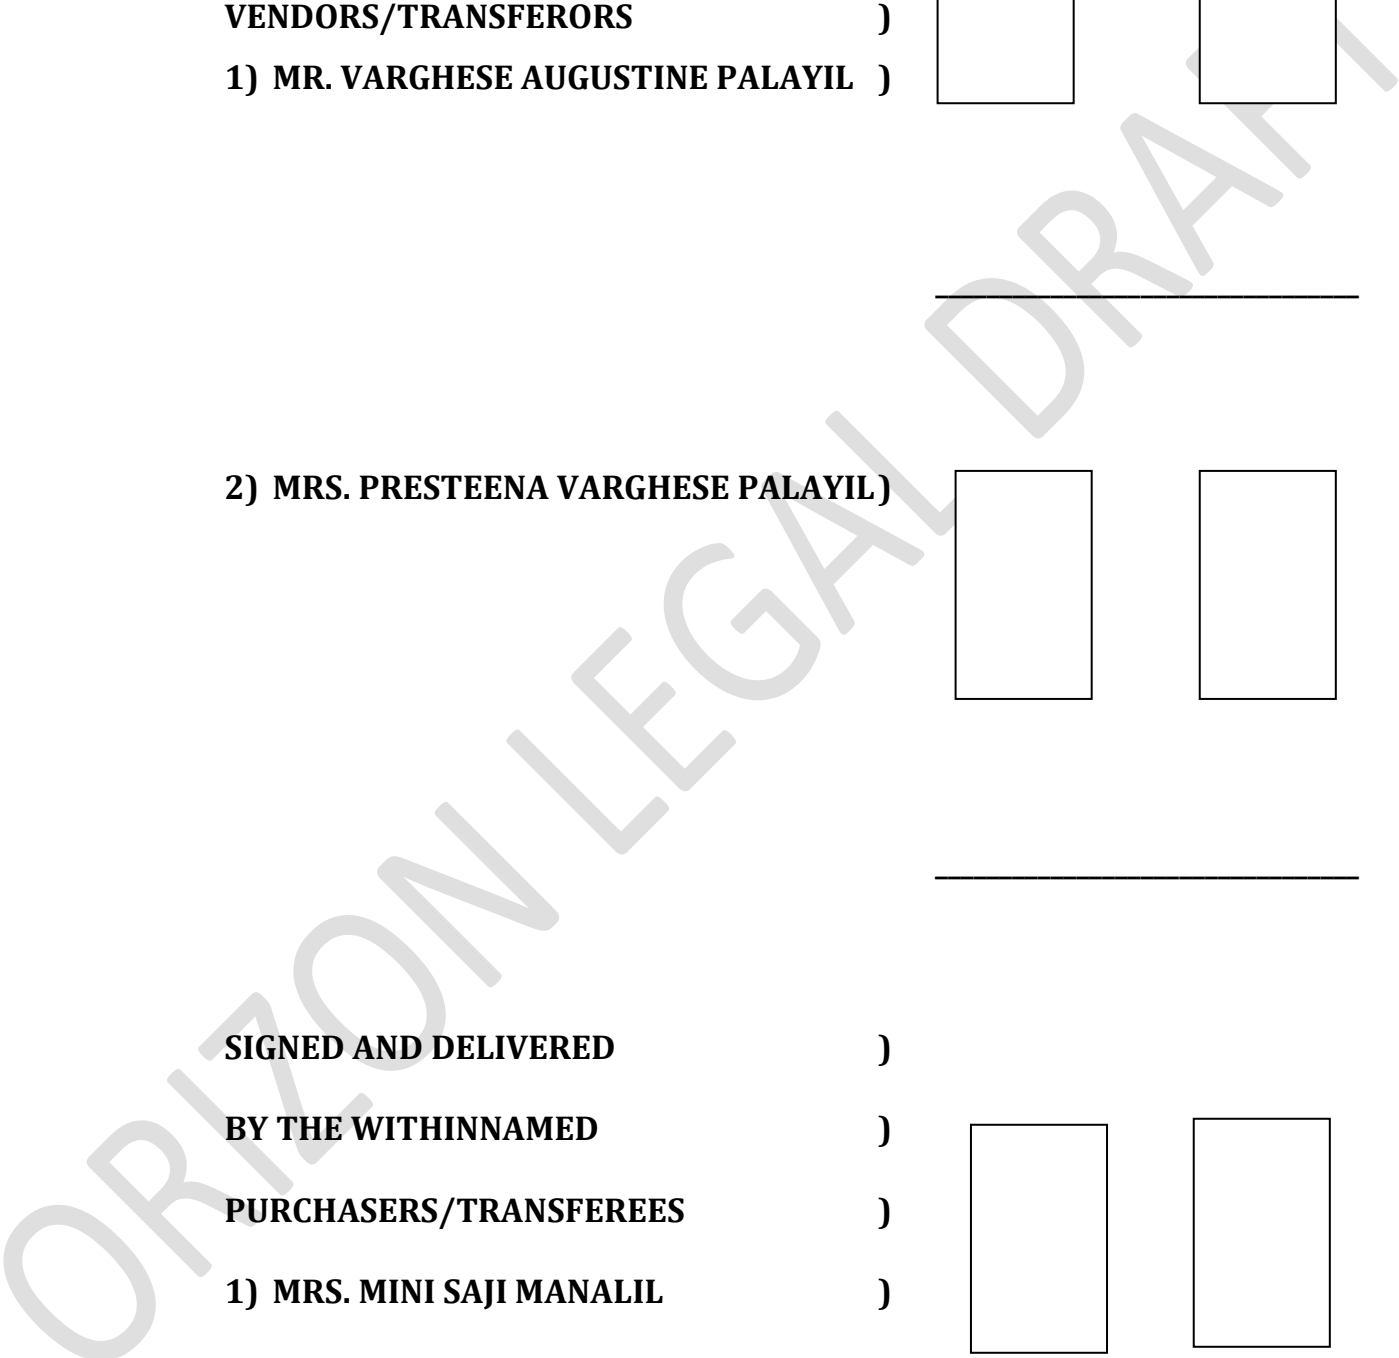 VENDORS/TRANSFERORS )
1) MR. VARGHESE AUGUSTINE PALAYIL )
2) MRS. PRESTEENA VARGHESE PALAYIL )
SIGNED AND DELIVERED )
BY THE WITHINNAMED )
PURCHASERS/TRANSFEREES )
1) MRS. MINI SAJI MANALIL )
ORIZON LEGAL DRAFT